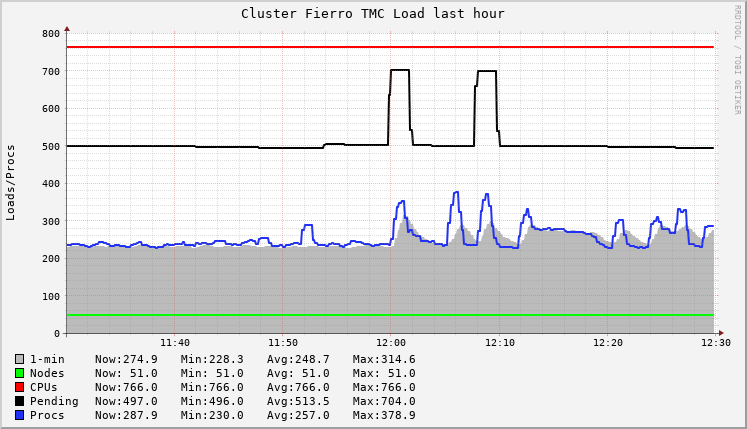 Cluster Fierro TMC Load last hour
RRDTOOL / TOBI OETIKER
Loads/Procs
800
700
600
500
400
300
200
100
0
11:40 11:50 12:00 12:10 12:20 12:30
1-min Now:274.9 Min:228.3 Avg:248.7 Max:314.6
Nodes Now: 51.0 Min: 51.0 Avg: 51.0 Max: 51.0
CPUs Now:766.0 Min:766.0 Avg:766.0 Max:766.0
Pending Now:497.0 Min:496.0 Avg:513.5 Max:704.0
Procs Now:287.9 Min:230.0 Avg:257.0 Max:378.9